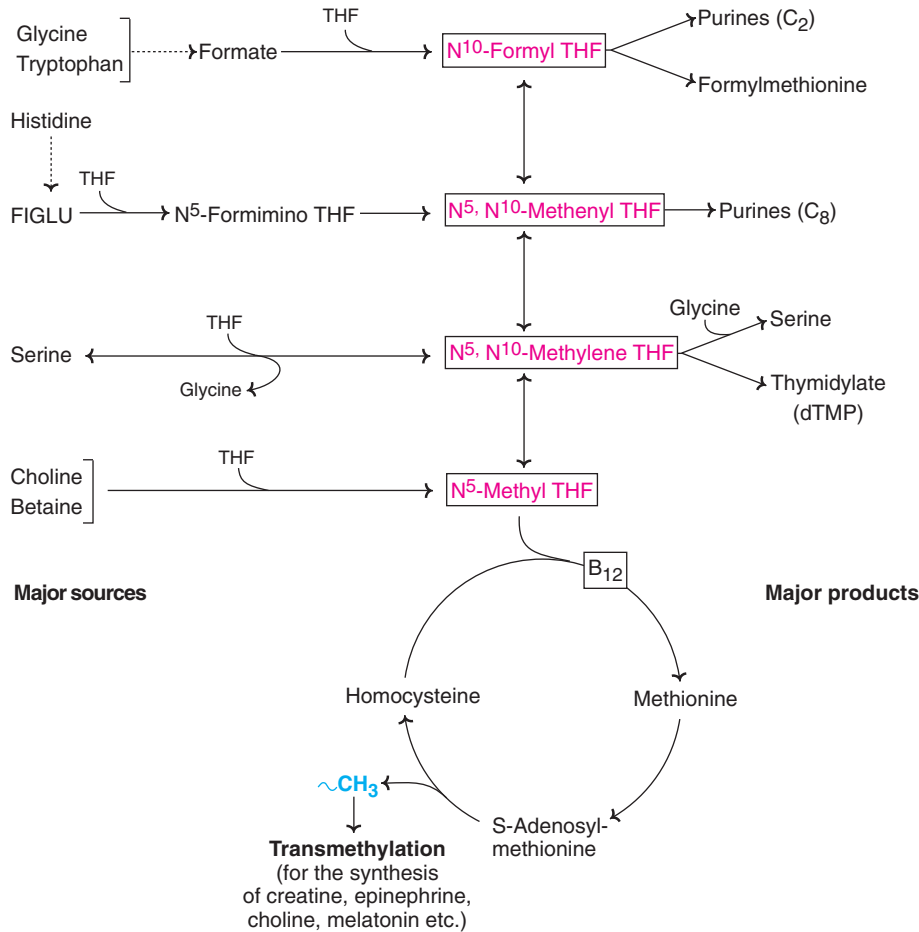 THF
Glycine
Tryptophan
Formate
N10-Formyl THF
Purines (C2)
Formylmethionine
Histidine
THF
FIGLU
N5-Formimino THF
N5, N10-Methenyl THF
Purines (C8)
THF
Glycine
Serine
Serine
Glycine
N5, N10-Methylene THF
Thymidylate
(dTMP)
THF
Choline
Betaine
N5-Methyl THF
B12
Major sources
Major products
Homocysteine
Methionine
~CH3
S-Adenosyl-
methionine
Transmethylation
(for the synthesis
of creatine, epinephrine,
choline, melatonin etc.)